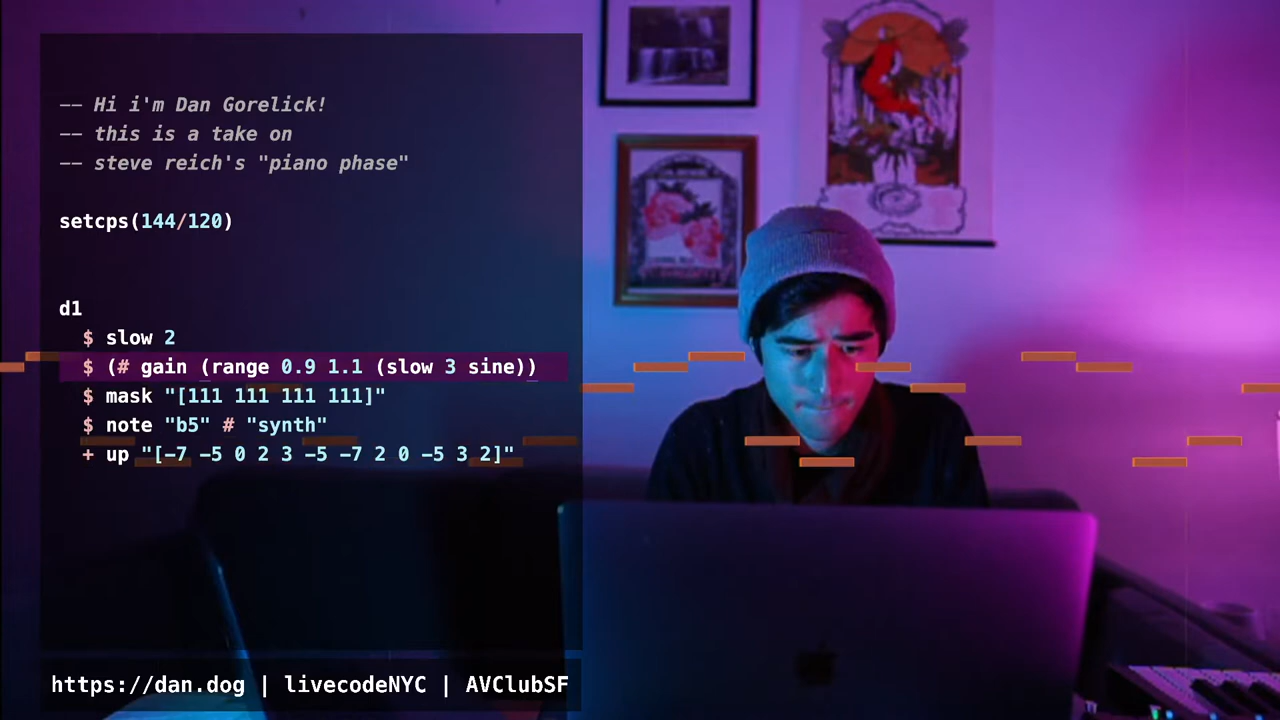 -- Hi i'm Dan Gorelick!
-- this is a take on
-- steve reich's "piano phase"
setcps(144/120)
d1
$ slow 2
$ (# gain (range 0.9 1.1 (slow 3 sine))
$ mask "[111 111 111 111]"
$ note "b5" # "synth"
+ up "[-7 -5 0 2 3 -5 -7 2 0 -5 3 2]"
https://dan.dog | livecodeNYC | AVClubSF